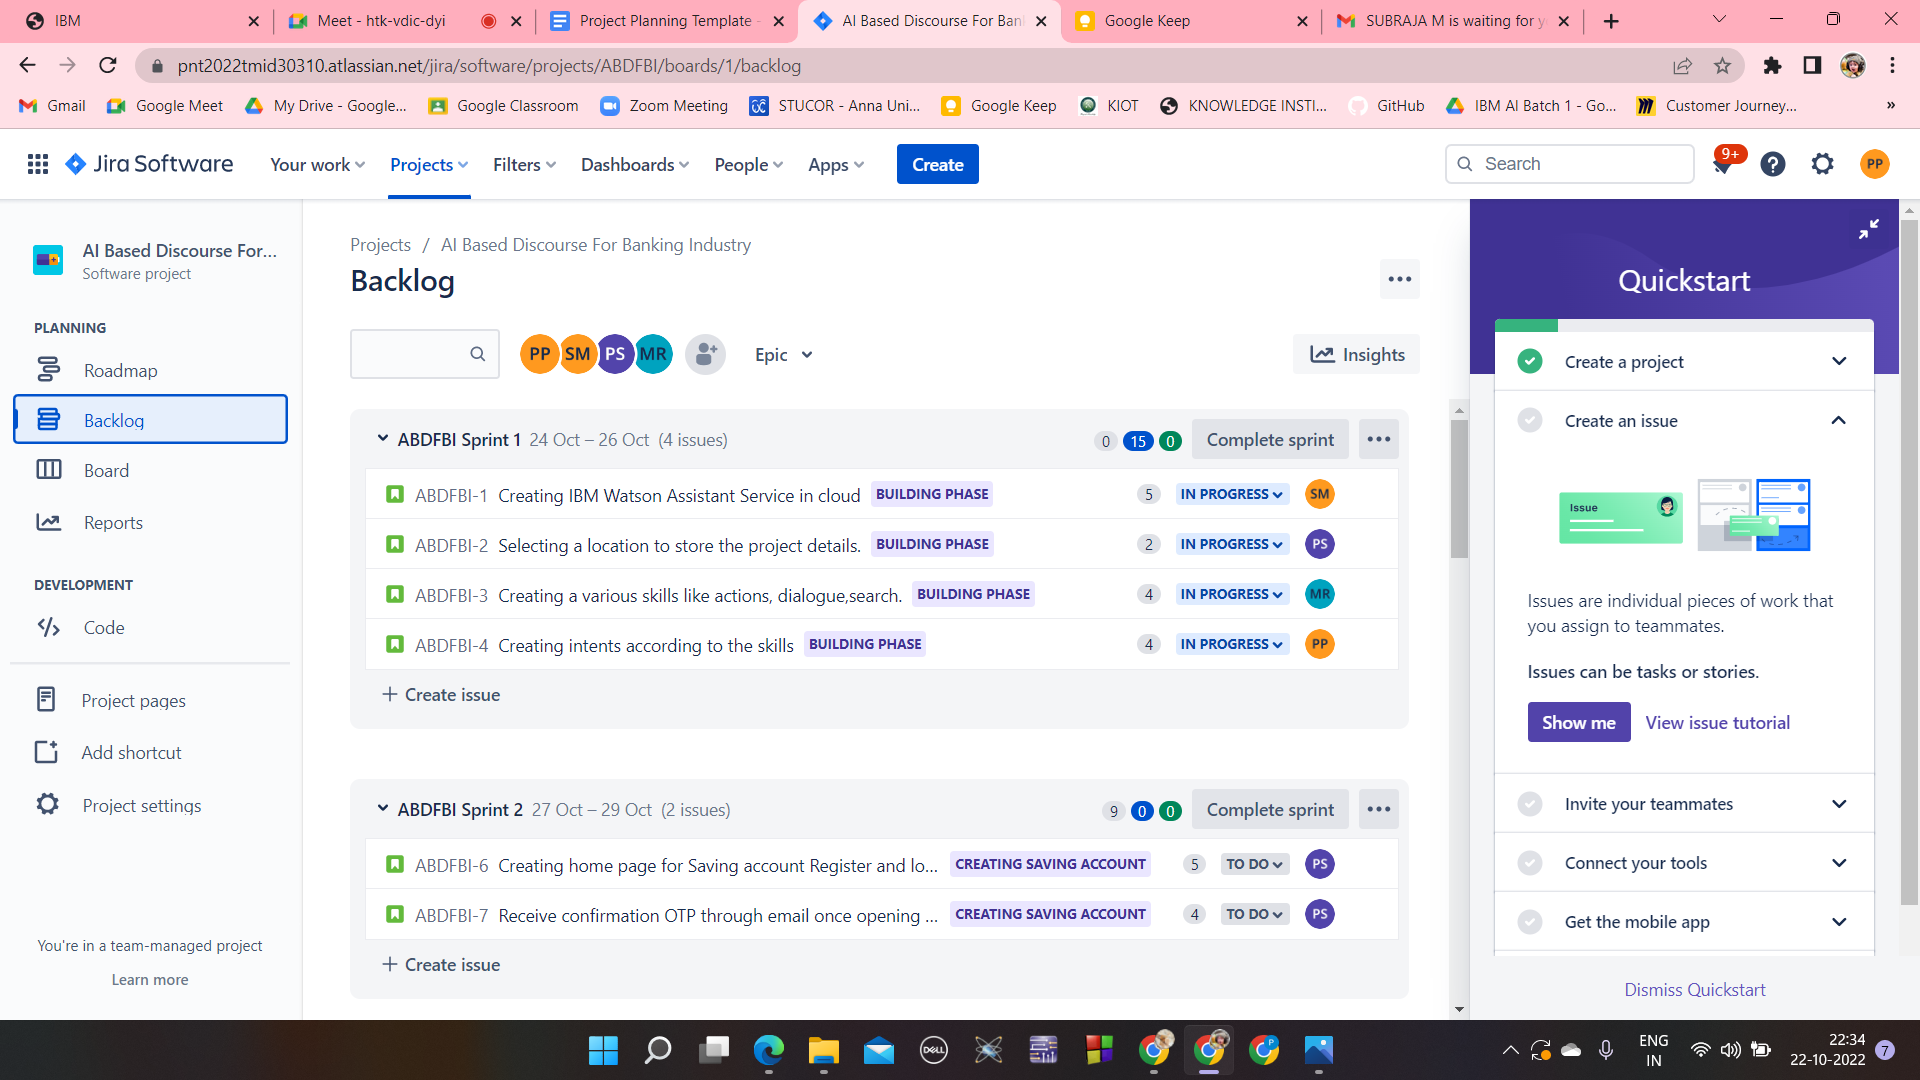 IBM
Meet - htk-vdic-dyi
Project Planning Template -
AI Based Discourse For Ban
Google Keep
SUBRAJA M is waiting for y
pnt2022tmid30310.atlassian.net/jira/software/projects/ABDFBI/boards/1/backlog
Gmail
Google Meet
My Drive - Google...
Google Classroom
Zoom Meeting
STUCOR - Anna Uni...
Google Keep
KIOT
KNOWLEDGE INSTI...
GitHub
IBM AI Batch 1 - Go...
Customer Journey...
»
Jira Software
Your work
Projects
Filters
Dashboards
People
Apps
Create
Search
9+
PP
AI Based Discourse For...
Software project
PLANNING
Roadmap
Backlog
Board
Reports
DEVELOPMENT
Code
Project pages
Add shortcut
Project settings
You're in a team-managed project
Learn more
Projects / AI Based Discourse For Banking Industry
Backlog
PP SM PS MR
Epic
Insights
ABDFBI Sprint 1 24 Oct – 26 Oct (4 issues)
0 15 0 Complete sprint
ABDFBI-1 Creating IBM Watson Assistant Service in cloud BUILDING PHASE 5 IN PROGRESS SM
ABDFBI-2 Selecting a location to store the project details. BUILDING PHASE 2 IN PROGRESS PS
ABDFBI-3 Creating a various skills like actions, dialogue,search. BUILDING PHASE 4 IN PROGRESS MR
ABDFBI-4 Creating intents according to the skills BUILDING PHASE 4 IN PROGRESS PP
+ Create issue
ABDFBI Sprint 2 27 Oct – 29 Oct (2 issues)
9 0 0 Complete sprint
ABDFBI-6 Creating home page for Saving account Register and lo... CREATING SAVING ACCOUNT 5 TO DO PS
ABDFBI-7 Receive confirmation OTP through email once opening ... CREATING SAVING ACCOUNT 4 TO DO PS
+ Create issue
Quickstart
Create a project
Create an issue
Issue
Issues are individual pieces of work that
you assign to teammates.
Issues can be tasks or stories.
Show me
View issue tutorial
Invite your teammates
Connect your tools
Get the mobile app
Dismiss Quickstart
DELL
P
ENG
IN
22:34
22-10-2022
7